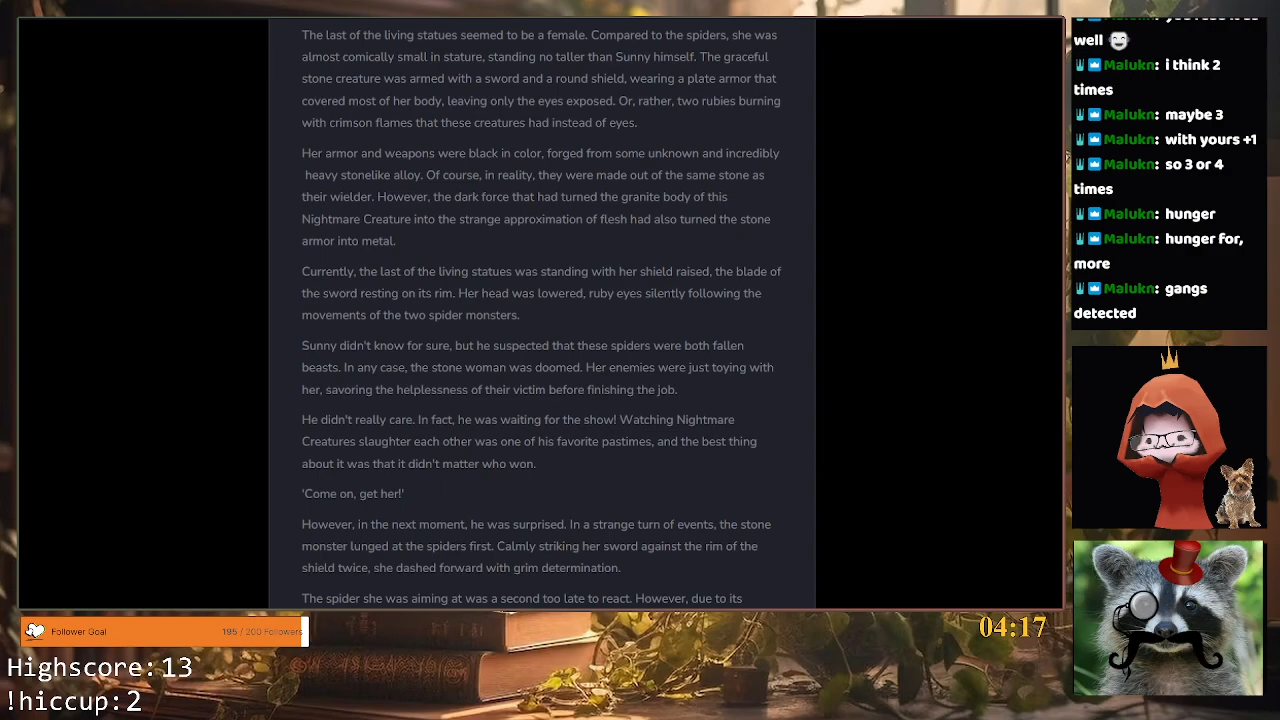 The last of the living statues seemed to be a female. Compared to the spiders, she was
almost comically small in stature, standing no taller than Sunny himself. The graceful
stone creature was armed with a sword and a round shield, wearing a plate armor that
covered most of her body, leaving only the eyes exposed. Or, rather, two rubies burning
with crimson flames that these creatures had instead of eyes.
Her armor and weapons were black in color, forged from some unknown and incredibly
heavy stonelike alloy. Of course, in reality, they were made out of the same stone as
their wielder. However, the dark force that had turned the granite body of this
Nightmare Creature into the strange approximation of flesh had also turned the stone
armor into metal.
Currently, the last of the living statues was standing with her shield raised, the blade of
the sword resting on its rim. Her head was lowered, ruby eyes silently following the
movements of the two spider monsters.
Sunny didn't know for sure, but he suspected that these spiders were both fallen
beasts. In any case, the stone woman was doomed. Her enemies were just toying with
her, savoring the helplessness of their victim before finishing the job.
He didn't really care. In fact, he was waiting for the show! Watching Nightmare
Creatures slaughter each other was one of his favorite pastimes, and the best thing
about it was that it didn't matter who won.
'Come on, get her!'
However, in the next moment, he was surprised. In a strange turn of events, the stone
monster lunged at the spiders first. Calmly striking her sword against the rim of the
shield twice, she dashed forward with grim determination.
The spider she was aiming at was a second too late to react. However, due to its
well
Malukn: i think 2
times
Malukn: maybe 3
Malukn: with yours +1
Malukn: so 3 or 4
times
Malukn: hunger
Malukn: hunger for,
more
Malukn: gangs
detected
Follower Goal 195 / 200 Followers
04:17
Highscore:13
!hiccup:2